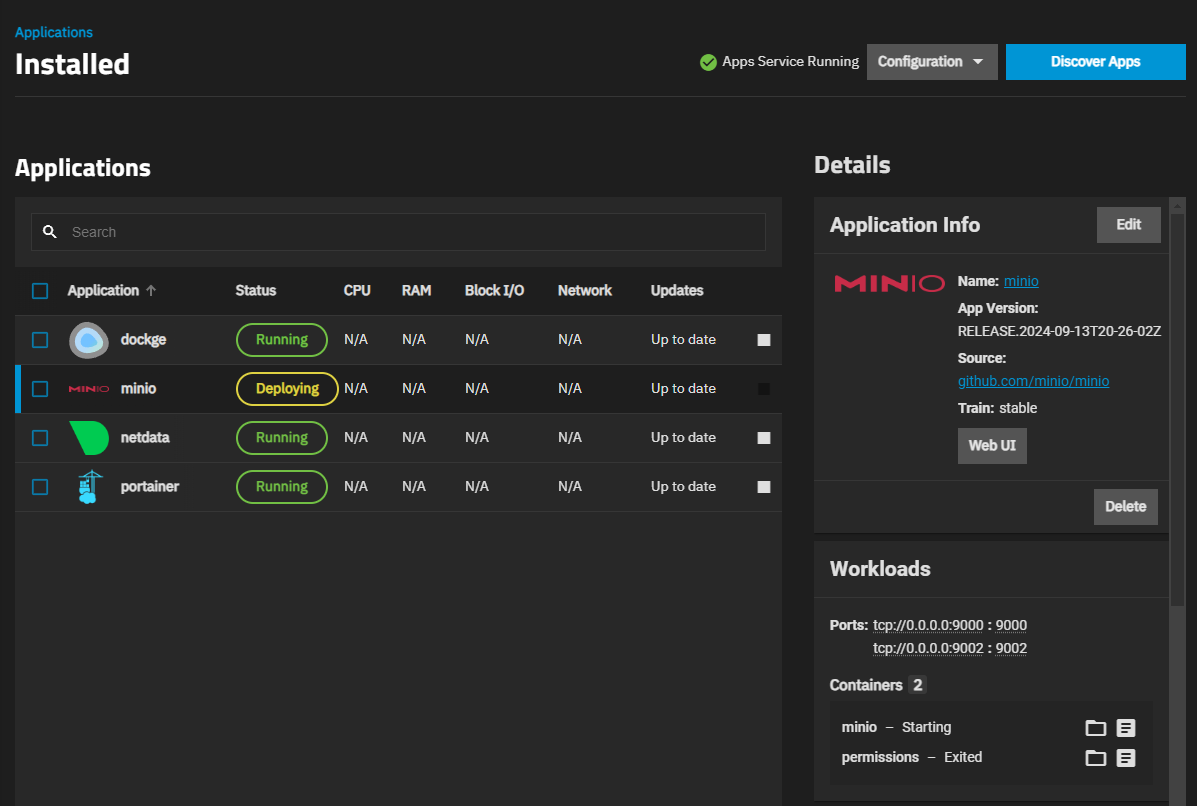 Applications
Installed
Apps Service Running
Configuration
Discover Apps
Applications
Search
Application Status CPU RAM Block I/O Network Updates
dockge Running N/A N/A N/A N/A Up to date
MINIO minio Deploying N/A N/A N/A N/A Up to date
netdata Running N/A N/A N/A N/A Up to date
portainer Running N/A N/A N/A N/A Up to date
Details
Application Info
Edit
MINIO
Name: minio
App Version:
RELEASE.2024-09-13T20-26-02Z
Source:
github.com/minio/minio
Train: stable
Web UI
Delete
Workloads
Ports: tcp://0.0.0.0:9000 : 9000
tcp://0.0.0.0:9002 : 9002
Containers 2
minio – Starting
permissions – Exited